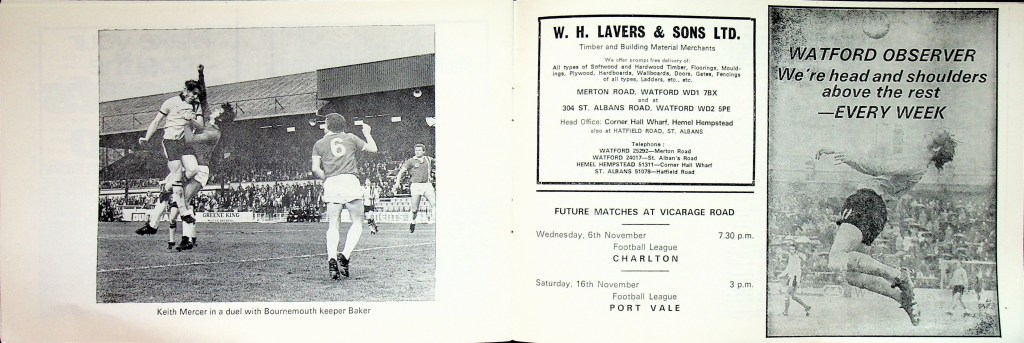 GREENE KING
6
Keith Mercer in a duel with Bournemouth keeper Baker
W. H. LAVERS & SONS LTD.
Timber and Building Material Merchants
We offer prompt free delivery of:
All types of Softwood and Hardwood Timber, Floorings, Mould-
ings, Plywood, Hardboards, Wallboards, Doors, Gates, Fencings
of all types, Ladders, etc., etc.
MERTON ROAD, WATFORD WD1 7BX
and at
304 ST. ALBANS ROAD, WATFORD WD2 5PE
Head Office: Corner Hall Wharf, Hemel Hempstead
also at HATFIELD ROAD, ST. ALBANS
Telephone:
WATFORD 25292—Merton Road
WATFORD 24017—St. Alban's Road
HEMEL HEMPSTEAD 51311—Corner Hall Wharf
ST. ALBANS 51078—Hatfield Road
FUTURE MATCHES AT VICARAGE ROAD
Wednesday, 6th November 7.30 p.m.
Football League
CHARLTON
Saturday, 16th November 3 p.m.
Football League
PORT VALE
WATFORD OBSERVER
We're head and shoulders
above the rest
—EVERY WEEK